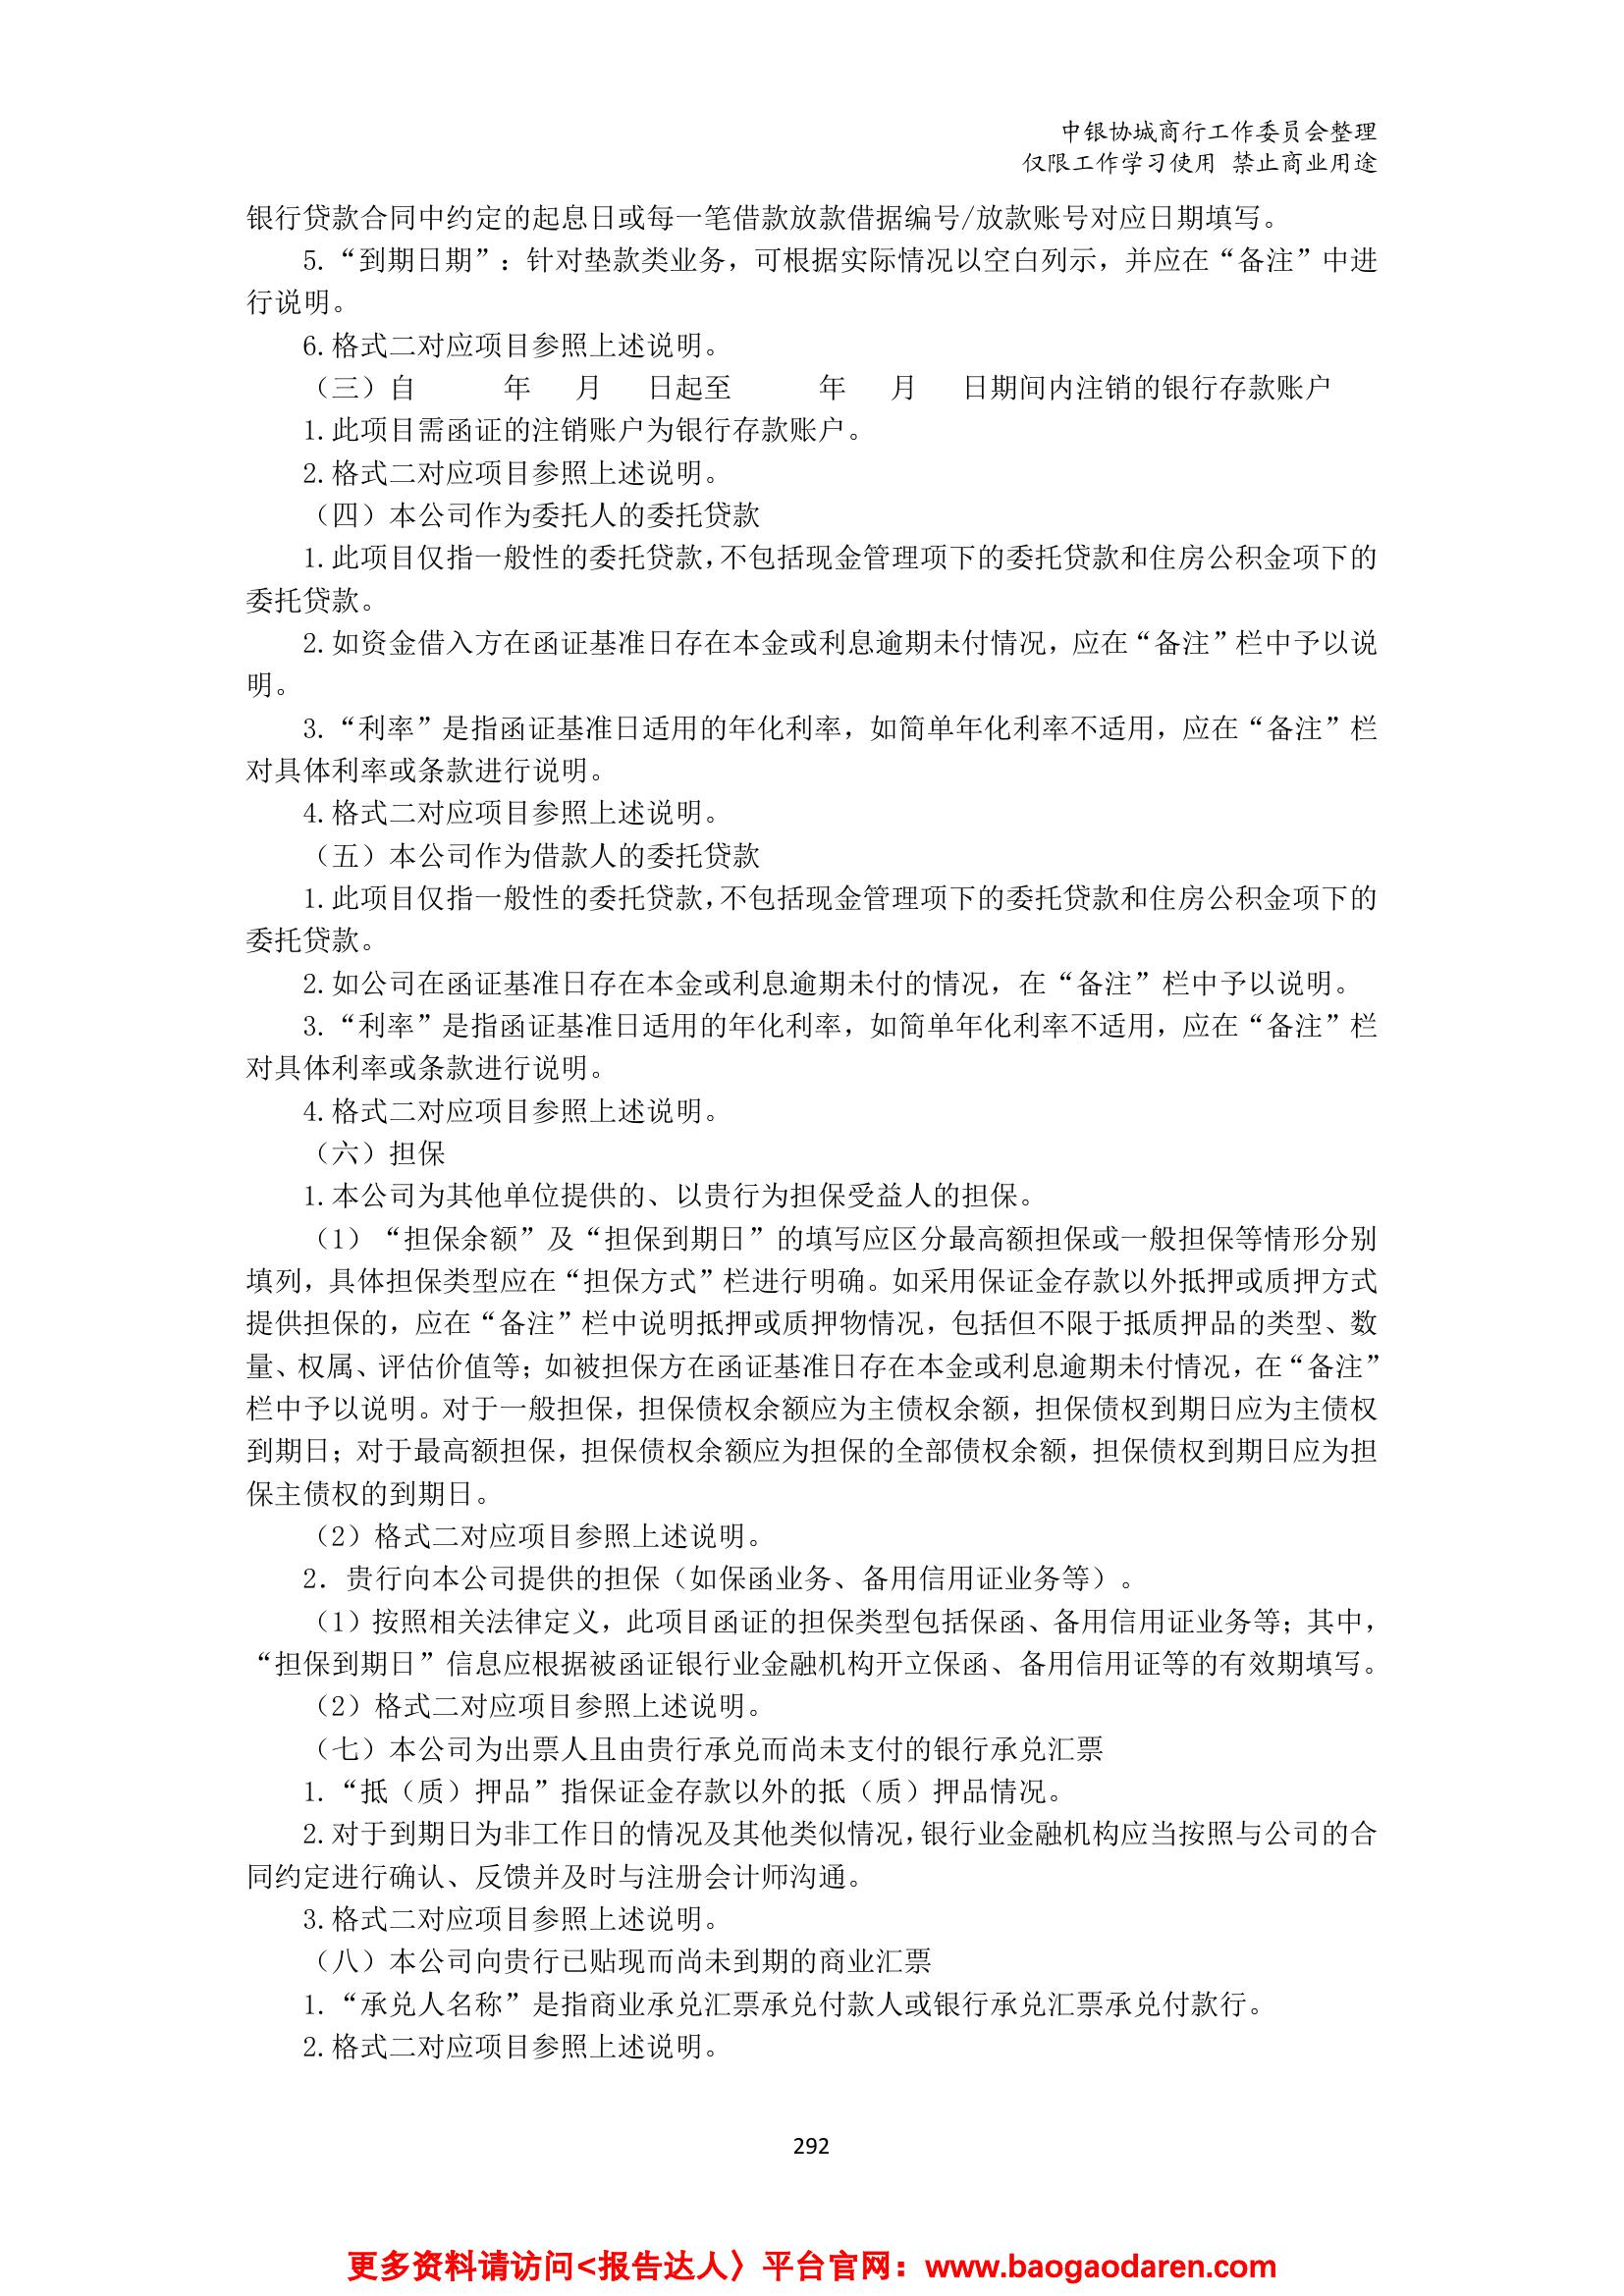 中银协城商行工作委员会整理
仅限工作学习使用 禁止商业用途
银行贷款合同中约定的起息日或每一笔借款放款借据编号/放款账号对应日期填写。
5.“到期日期”：针对垫款类业务，可根据实际情况以空白列示，并应在“备注”中进
行说明。
6.格式二对应项目参照上述说明。
（三）自　　　年　月　日起至　　　年　月　日期间内注销的银行存款账户
1.此项目需函证的注销账户为银行存款账户。
2.格式二对应项目参照上述说明。
（四）本公司作为委托人的委托贷款
1.此项目仅指一般性的委托贷款，不包括现金管理项下的委托贷款和住房公积金项下的
委托贷款。
2.如资金借入方在函证基准日存在本金或利息逾期未付情况，应在“备注”栏中予以说
明。
3.“利率”是指函证基准日适用的年化利率，如简单年化利率不适用，应在“备注”栏
对具体利率或条款进行说明。
4.格式二对应项目参照上述说明。
（五）本公司作为借款人的委托贷款
1.此项目仅指一般性的委托贷款，不包括现金管理项下的委托贷款和住房公积金项下的
委托贷款。
2.如公司在函证基准日存在本金或利息逾期未付的情况，在“备注”栏中予以说明。
3.“利率”是指函证基准日适用的年化利率，如简单年化利率不适用，应在“备注”栏
对具体利率或条款进行说明。
4.格式二对应项目参照上述说明。
（六）担保
1.本公司为其他单位提供的、以贵行为担保受益人的担保。
（1）“担保余额”及“担保到期日”的填写应区分最高额担保或一般担保等情形分别
填列，具体担保类型应在“担保方式”栏进行明确。如采用保证金存款以外抵押或质押方式
提供担保的，应在“备注”栏中说明抵押或质押物情况，包括但不限于抵质押品的类型、数
量、权属、评估价值等；如被担保方在函证基准日存在本金或利息逾期未付情况，在“备注”
栏中予以说明。对于一般担保，担保债权余额应为主债权余额，担保债权到期日应为主债权
到期日；对于最高额担保，担保债权余额应为担保的全部债权余额，担保债权到期日应为担
保主债权的到期日。
（2）格式二对应项目参照上述说明。
2．贵行向本公司提供的担保（如保函业务、备用信用证业务等）。
（1）按照相关法律定义，此项目函证的担保类型包括保函、备用信用证业务等；其中，
“担保到期日”信息应根据被函证银行业金融机构开立保函、备用信用证等的有效期填写。
（2）格式二对应项目参照上述说明。
（七）本公司为出票人且由贵行承兑而尚未支付的银行承兑汇票
1.“抵（质）押品”指保证金存款以外的抵（质）押品情况。
2.对于到期日为非工作日的情况及其他类似情况，银行业金融机构应当按照与公司的合
同约定进行确认、反馈并及时与注册会计师沟通。
3.格式二对应项目参照上述说明。
（八）本公司向贵行已贴现而尚未到期的商业汇票
1.“承兑人名称”是指商业承兑汇票承兑付款人或银行承兑汇票承兑付款行。
2.格式二对应项目参照上述说明。
292
更多资料请访问<报告达人〉平台官网：www.baogaodaren.com